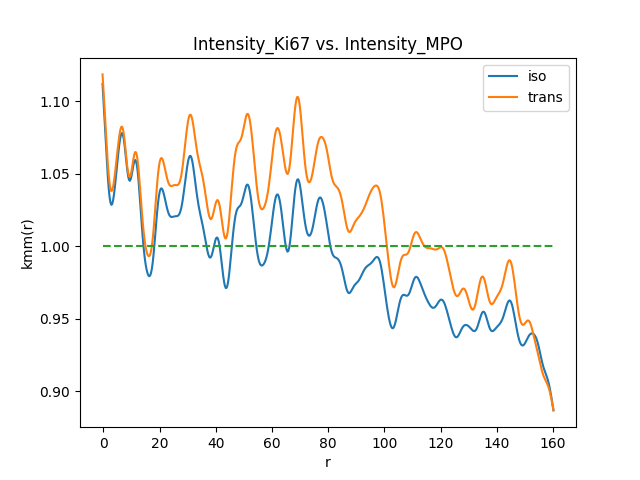 Intensity_Ki67 vs. Intensity_MPO
iso
trans
kmm(r)
1.10
1.05
1.00
0.95
0.90
0 20 40 60 80 100 120 140 160
r